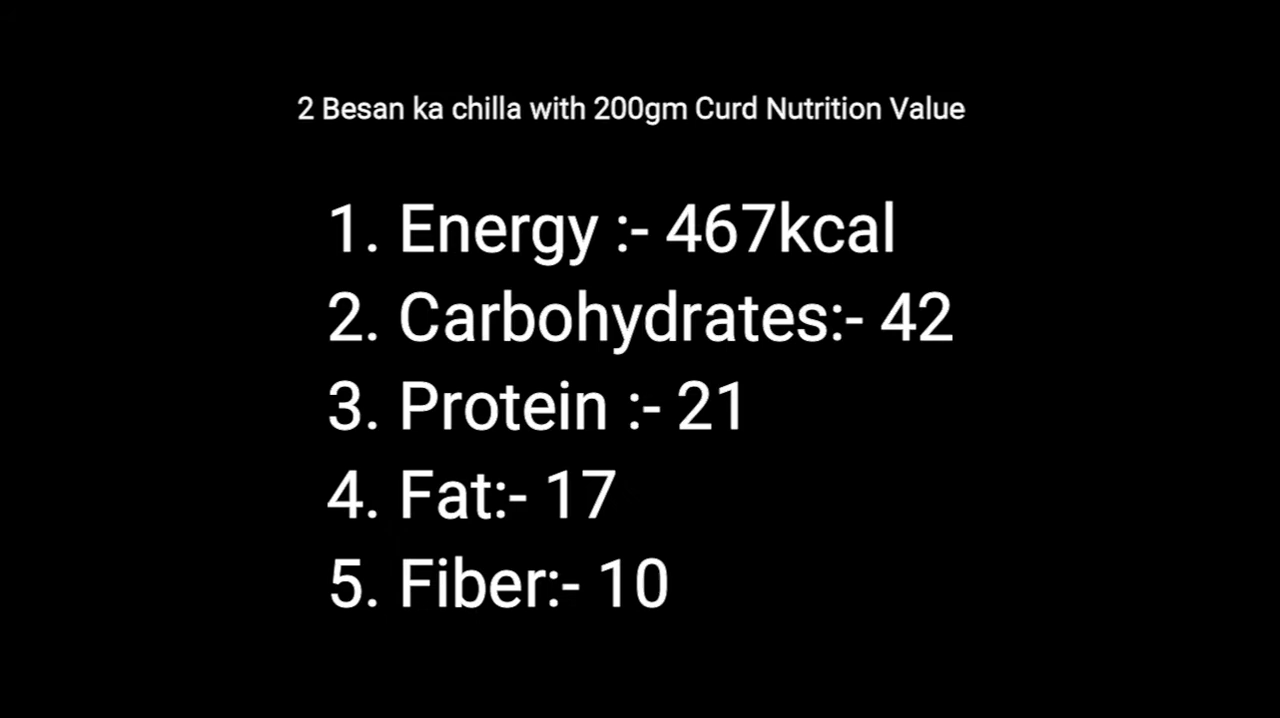 2 Besan ka chilla with 200gm Curd Nutrition Value
1. Energy :- 467kcal
2. Carbohydrates:- 42
3. Protein :- 21
4. Fat:- 17
5. Fiber:- 10